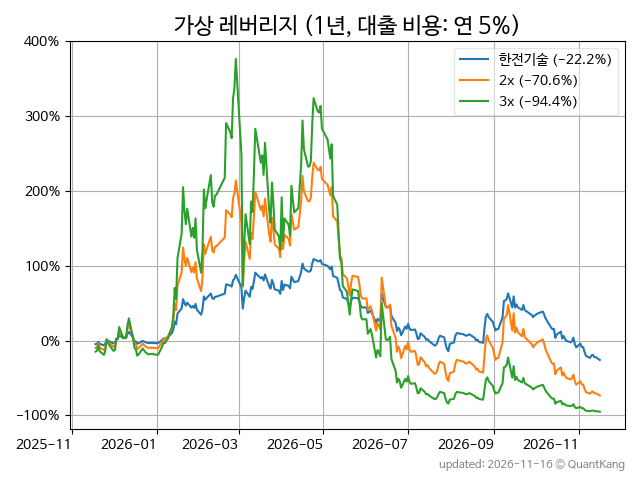 가상 레버리지 (1년, 대출 비용: 연 5%)
400%
300%
200%
100%
0%
−100%
한전기술 (-22.2%)
2x (-70.6%)
3x (-94.4%)
2025-11
2026-01
2026-03
2026-05
2026-07
2026-09
2026-11
updated: 2026-11-16 © QuantKang